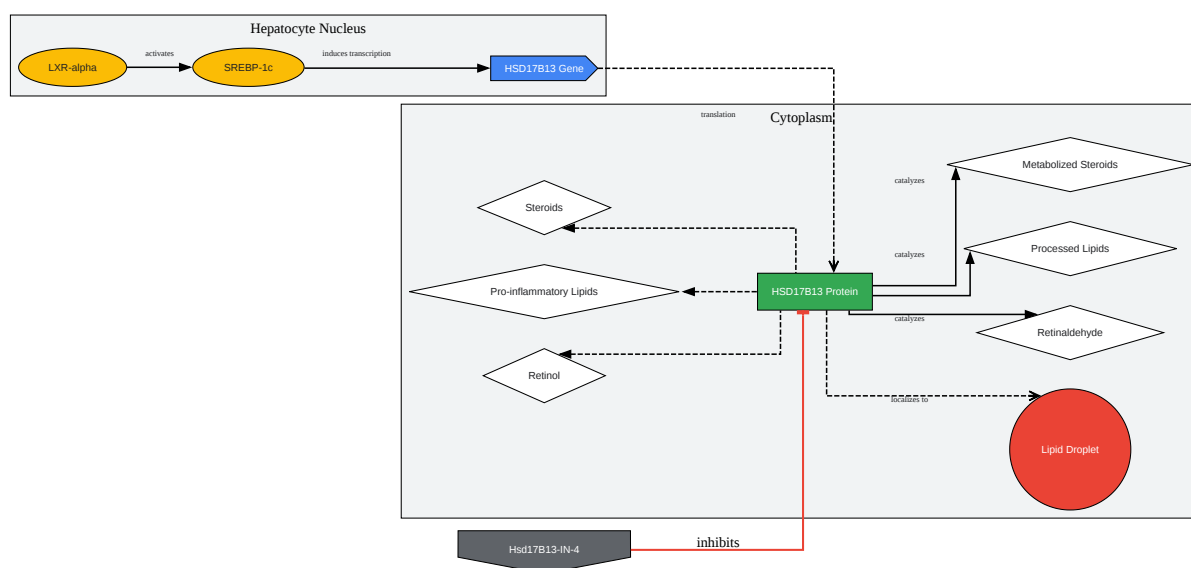 Hepatocyte Nucleus
LXR-alpha
activates
SREBP-1c
induces transcription
HSD17B13 Gene
translation
Cytoplasm
Metabolized Steroids
catalyzes
Steroids
catalyzes
Processed Lipids
Pro-inflammatory Lipids
HSD17B13 Protein
catalyzes
Retinaldehyde
Retinol
localizes to
Lipid Droplet
Hsd17B13-IN-4
inhibits